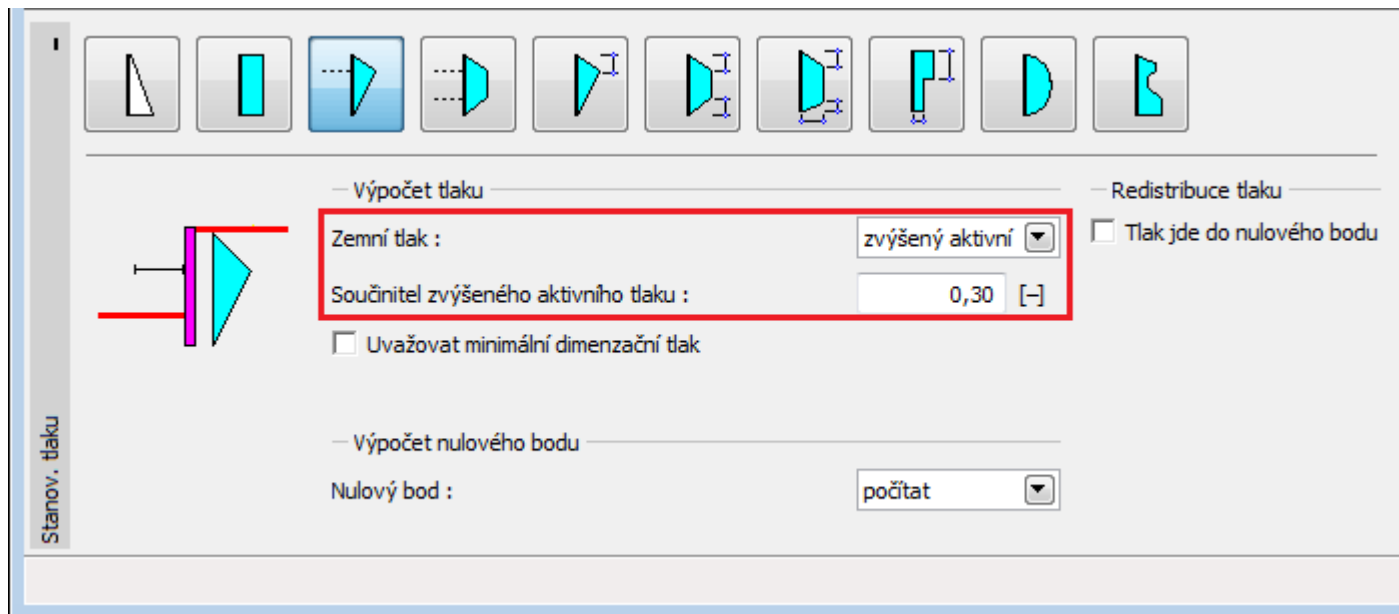 Výpočet tlaku
Redistribuce tlaku
Zemní tlak : zvýšený aktivní
Tlak jde do nulového bodu
Součinitel zvýšeného aktivního tlaku : 0,30 [–]
Uvažovat minimální dimenzační tlak
Výpočet nulového bodu
Nulový bod : počítat
Stanov. tlaku